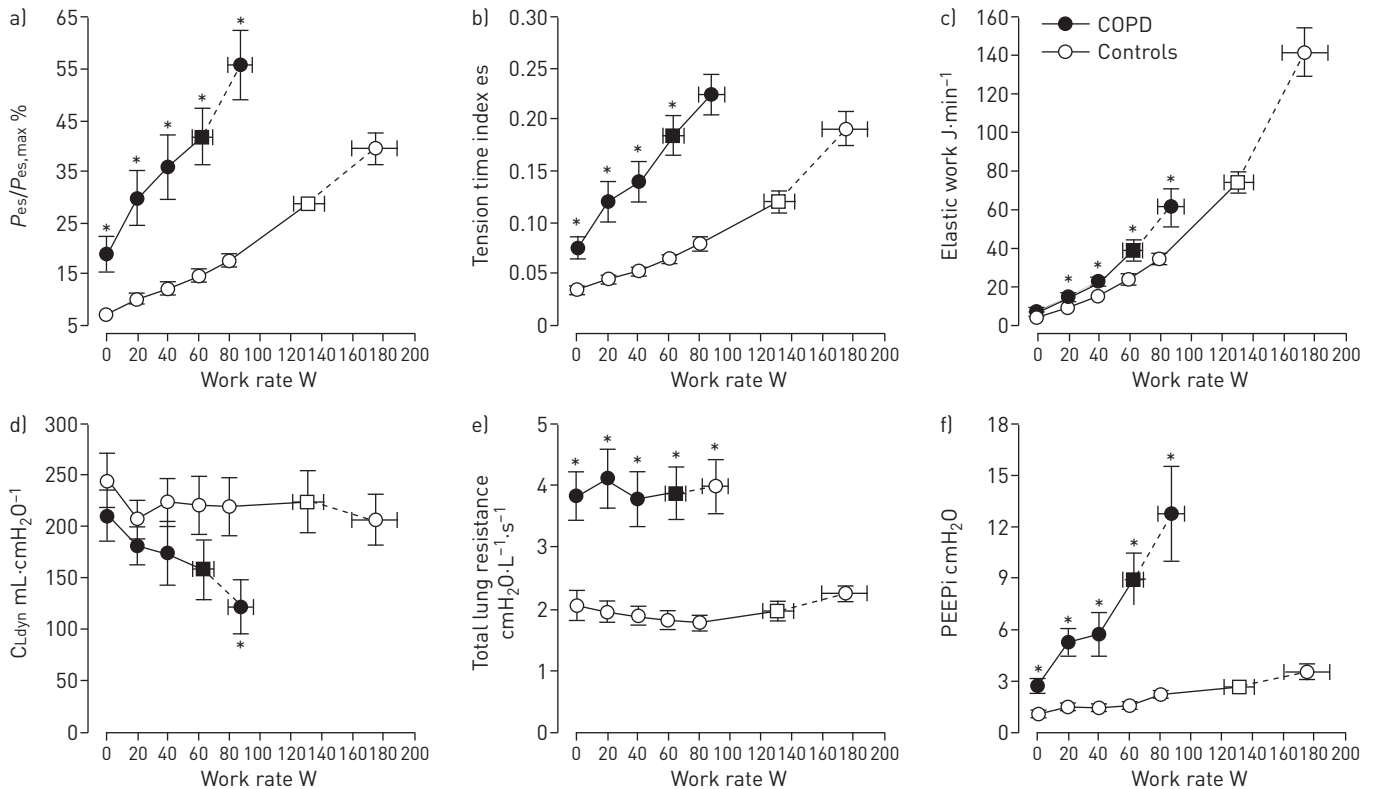 a)
65
55
45
35
25
15
5
Pes/Pes,max %
* * * * *
0 20 40 60 80 100 120 140 160 180 200
Work rate W
b)
0.30
0.25
0.20
0.15
0.10
0.05
0
Tension time index es
* * * *
0 20 40 60 80 100 120 140 160 180 200
Work rate W
c)
160
140
120
100
80
60
40
20
0
Elastic work J·min⁻¹
COPD
Controls
* * * *
0 20 40 60 80 100 120 140 160 180 200
Work rate W
d)
300
250
200
150
100
50
0
CLdyn mL·cmH₂O⁻¹
*
0 20 40 60 80 100 120 140 160 180 200
Work rate W
e)
5
4
3
2
1
0
Total lung resistance
cmH₂O·L⁻¹·s⁻¹
* * * * *
0 20 40 60 80 100 120 140 160 180 200
Work rate W
f)
18
15
12
9
6
3
0
PEEPi cmH₂O
* * * * *
0 20 40 60 80 100 120 140 160 180 200
Work rate W